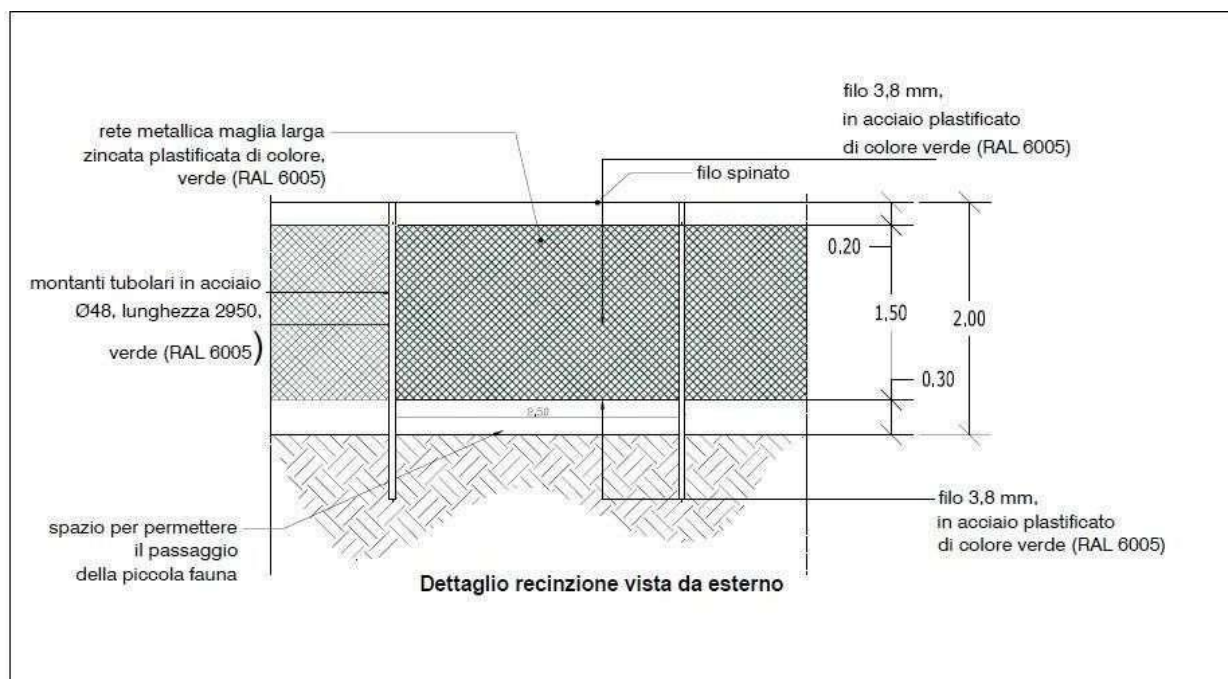 rete metallica maglia larga
zincata plastificata di colore,
verde (RAL 6005)
filo 3,8 mm,
in acciaio plastificato
di colore verde (RAL 6005)
filo spinato
montanti tubolari in acciaio
Ø48, lunghezza 2950,
verde (RAL 6005)
0,20
1,50
2,00
0,30
2,50
spazio per permettere
il passaggio
della piccola fauna
filo 3,8 mm,
in acciaio plastificato
di colore verde (RAL 6005)
Dettaglio recinzione vista da esterno